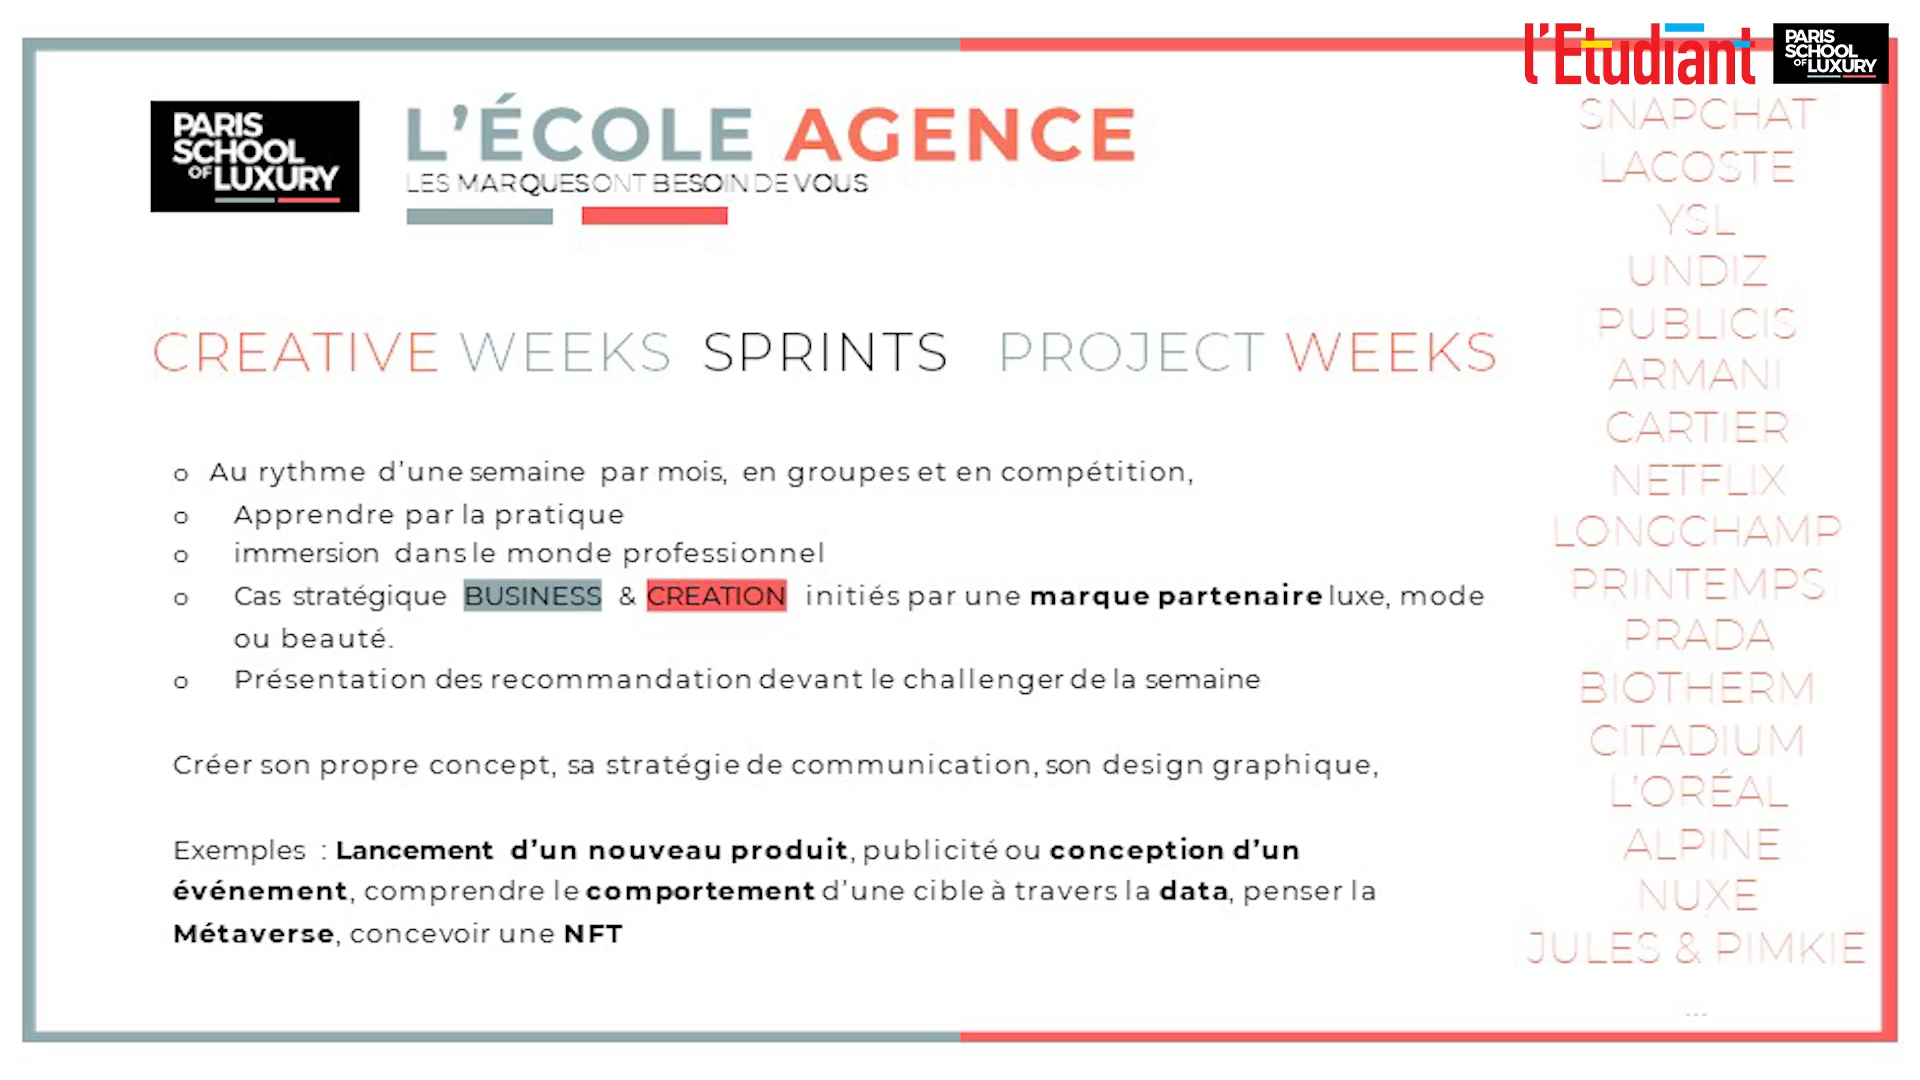 l'Etudiant
PARIS
SCHOOL
OF LUXURY
PARIS
SCHOOL
OF LUXURY
L'ÉCOLE AGENCE
LES MARQUES ONT BESOIN DE VOUS
CREATIVE WEEKS SPRINTS PROJECT WEEKS
o Au rythme d'une semaine par mois, en groupes et en compétition,
o Apprendre par la pratique
o immersion dans le monde professionnel
o Cas stratégique BUSINESS & CREATION initiés par une marque partenaire luxe, mode
ou beauté.
o Présentation des recommandation devant le challenger de la semaine
Créer son propre concept, sa stratégie de communication, son design graphique,
Exemples : Lancement d'un nouveau produit, publicité ou conception d'un
événement, comprendre le comportement d'une cible à travers la data, penser la
Métaverse, concevoir une NFT
SNAPCHAT
LACOSTE
YSL
UNDIZ
PUBLICIS
ARMANI
CARTIER
NETFLIX
LONGCHAMP
PRINTEMPS
PRADA
BIOTHERM
CITADIUM
L'ORÉAL
ALPINE
NUXE
JULES & PIMKIE
...